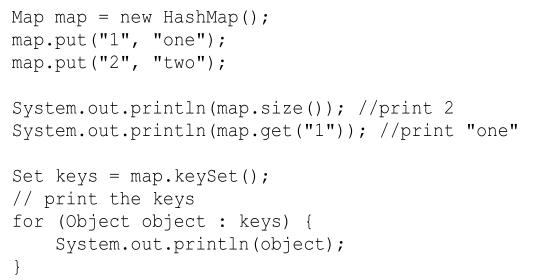 Map map = new HashMap();
map.put("1", "one");
map.put("2", "two");
System.out.println(map.size()); //print 2
System.out.println(map.get("1")); //print "one"
Set keys = map.keySet();
// print the keys
for (Object object : keys) {
    System.out.println(object);
}